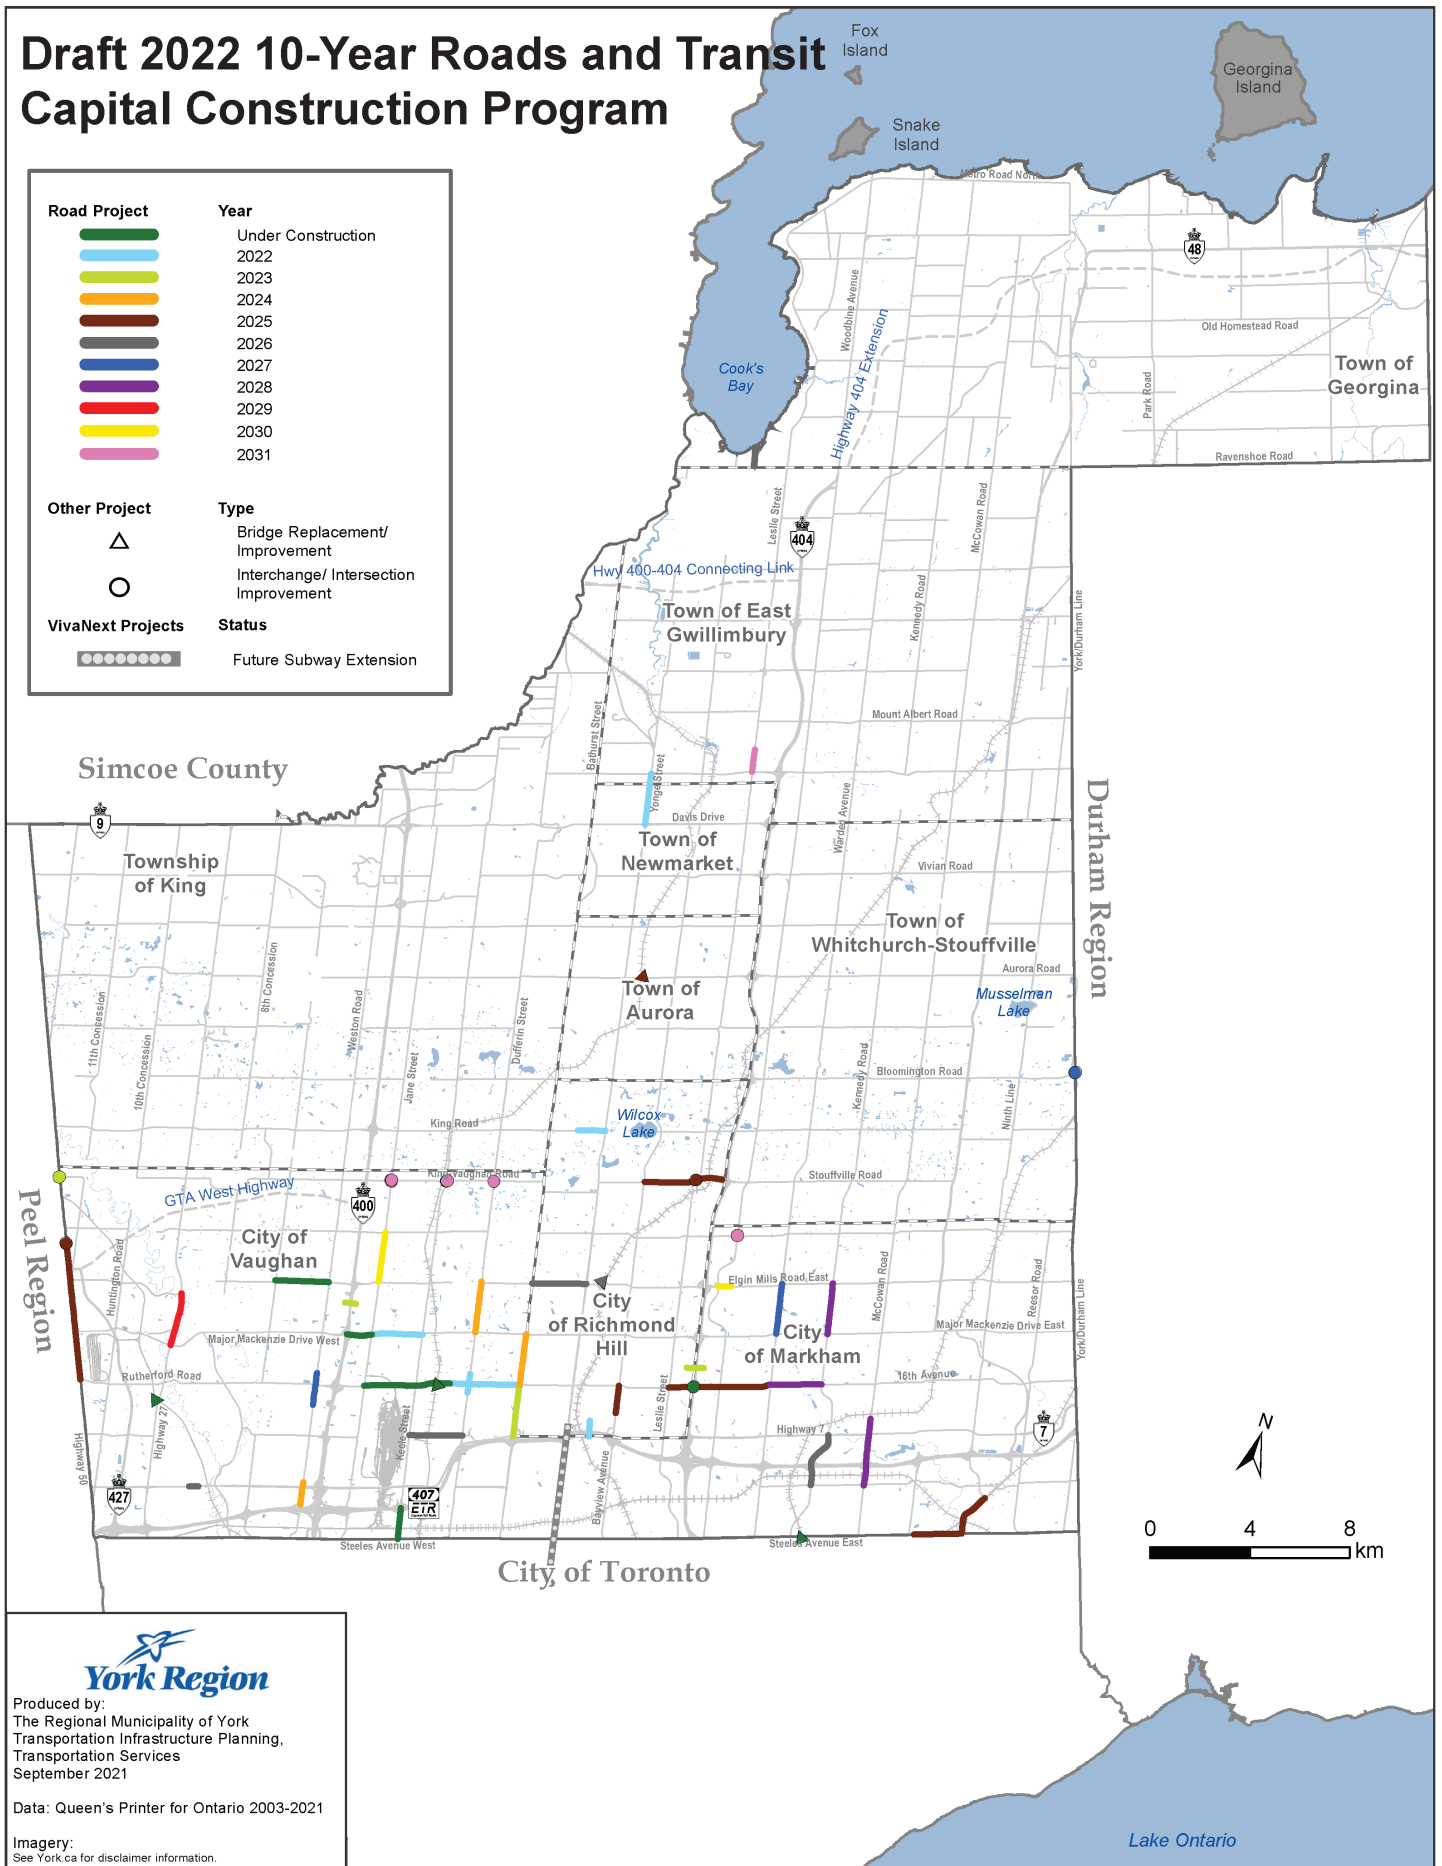 Draft 2022 10-Year Roads and Transit
Capital Construction Program
Road Project
Year
Under Construction
2022
2023
2024
2025
2026
2027
2028
2029
2030
2031
Other Project
Type
Bridge Replacement/
Improvement
Interchange/ Intersection
Improvement
VivaNext Projects
Status
Future Subway Extension
Fox
Island
Snake
Island
Georgina
Island
Metro Road North
48
Woodbine Avenue
Highway 404 Extension
Old Homestead Road
Town of
Georgina
Park Road
Cook's
Bay
Ravenshoe Road
Leslie Street
McCowan Road
404
Hwy 400-404 Connecting Link
Town of East
Gwillimbury
Kennedy Road
York/Durham Line
Bathurst Street
Mount Albert Road
Simcoe County
Yonge Street
Durham Region
9
Davis Drive
Warden Avenue
Town of
Newmarket
Township
of King
Vivian Road
Town of
Whitchurch-Stouffville
8th Concession
Aurora Road
11th Concession
Weston Road
Dufferin Street
Town of
Aurora
Musselman
Lake
10th Concession
Jane Street
Kennedy Road
Bloomington Road
Ninth Line
King Road
Wilcox
Lake
King-Vaughan Road
Stouffville Road
GTA West Highway
400
Peel Region
City of
Vaughan
Huntington Road
Elgin Mills Road East
McCowan Road
Reesor Road
York/Durham Line
City
of Richmond
Hill
Major Mackenzie Drive West
City
of Markham
Major Mackenzie Drive East
Rutherford Road
16th Avenue
Leslie Street
Highway 27
Keele Street
Highway 7
7
Highway 50
Bayview Avenue
427
407
ETR
Steeles Avenue West
Steeles Avenue East
City of Toronto
N
0 4 8
km
York Region
Produced by:
The Regional Municipality of York
Transportation Infrastructure Planning,
Transportation Services
September 2021
Data: Queen's Printer for Ontario 2003-2021
Imagery:
See York.ca for disclaimer information.
Lake Ontario